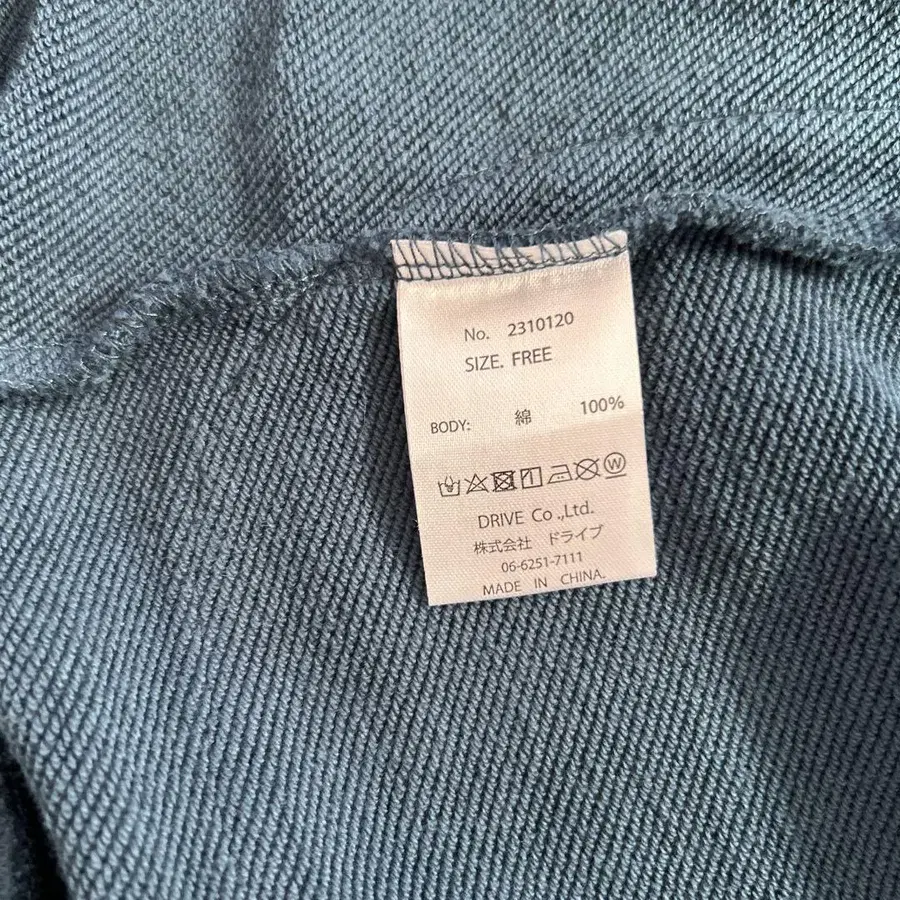 No. 2310120
SIZE. FREE
BODY: 綿 100%
W
DRIVE Co .,Ltd.
株式会社 ドライブ
06-6251-7111
MADE IN CHINA.